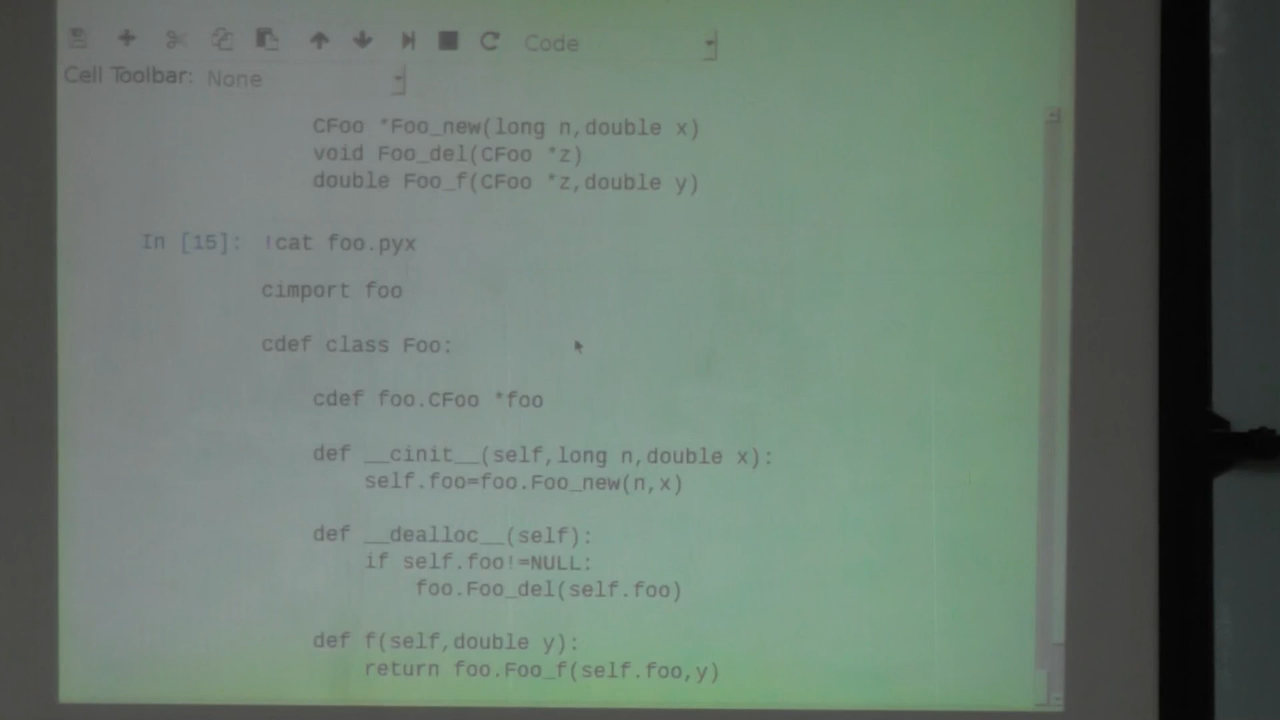 Code
Cell Toolbar: None
CFoo *Foo_new(long n,double x)
void Foo_del(CFoo *z)
double Foo_f(CFoo *z,double y)
In [15]: !cat foo.pyx
cimport foo
cdef class Foo:
cdef foo.CFoo *foo
def __cinit__(self,long n,double x):
self.foo=foo.Foo_new(n,x)
def __dealloc__(self):
if self.foo!=NULL:
foo.Foo_del(self.foo)
def f(self,double y):
return foo.Foo_f(self.foo,y)